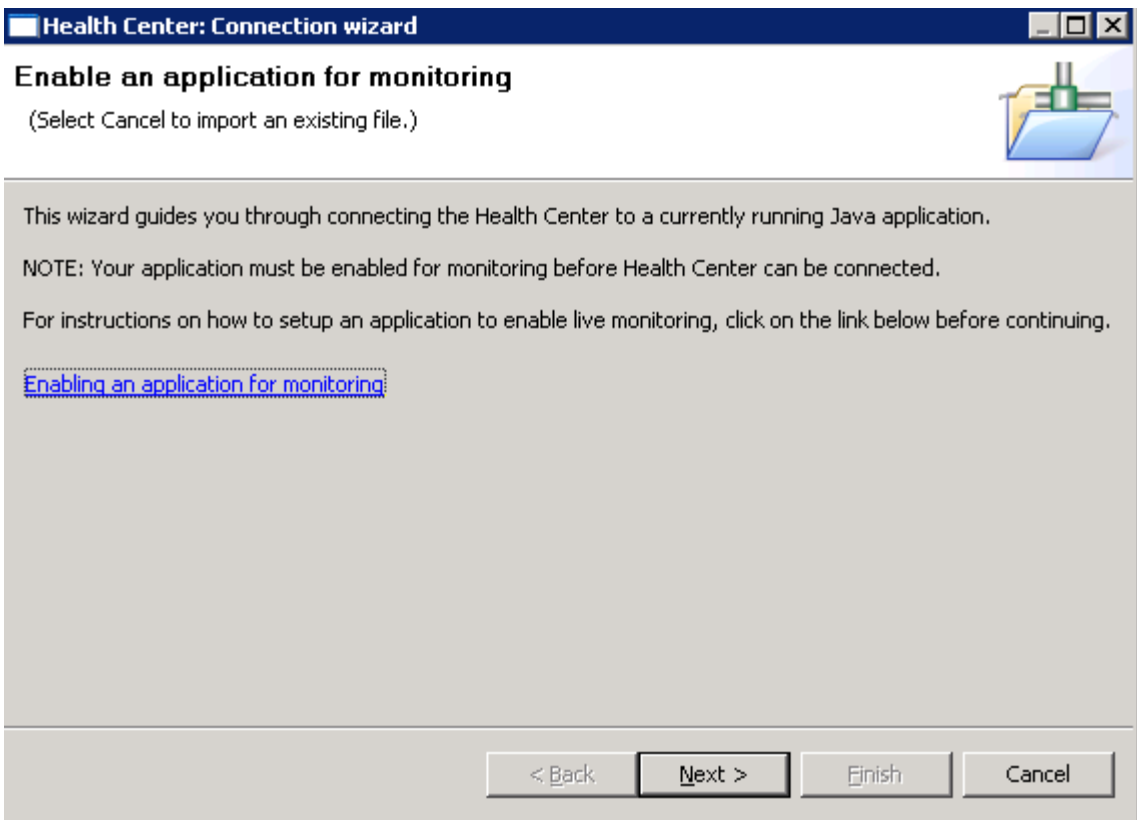 Health Center: Connection wizard
Enable an application for monitoring
(Select Cancel to import an existing file.)
This wizard guides you through connecting the Health Center to a currently running Java application.
NOTE: Your application must be enabled for monitoring before Health Center can be connected.
For instructions on how to setup an application to enable live monitoring, click on the link below before continuing.
Enabling an application for monitoring
< Back Next > Finish Cancel